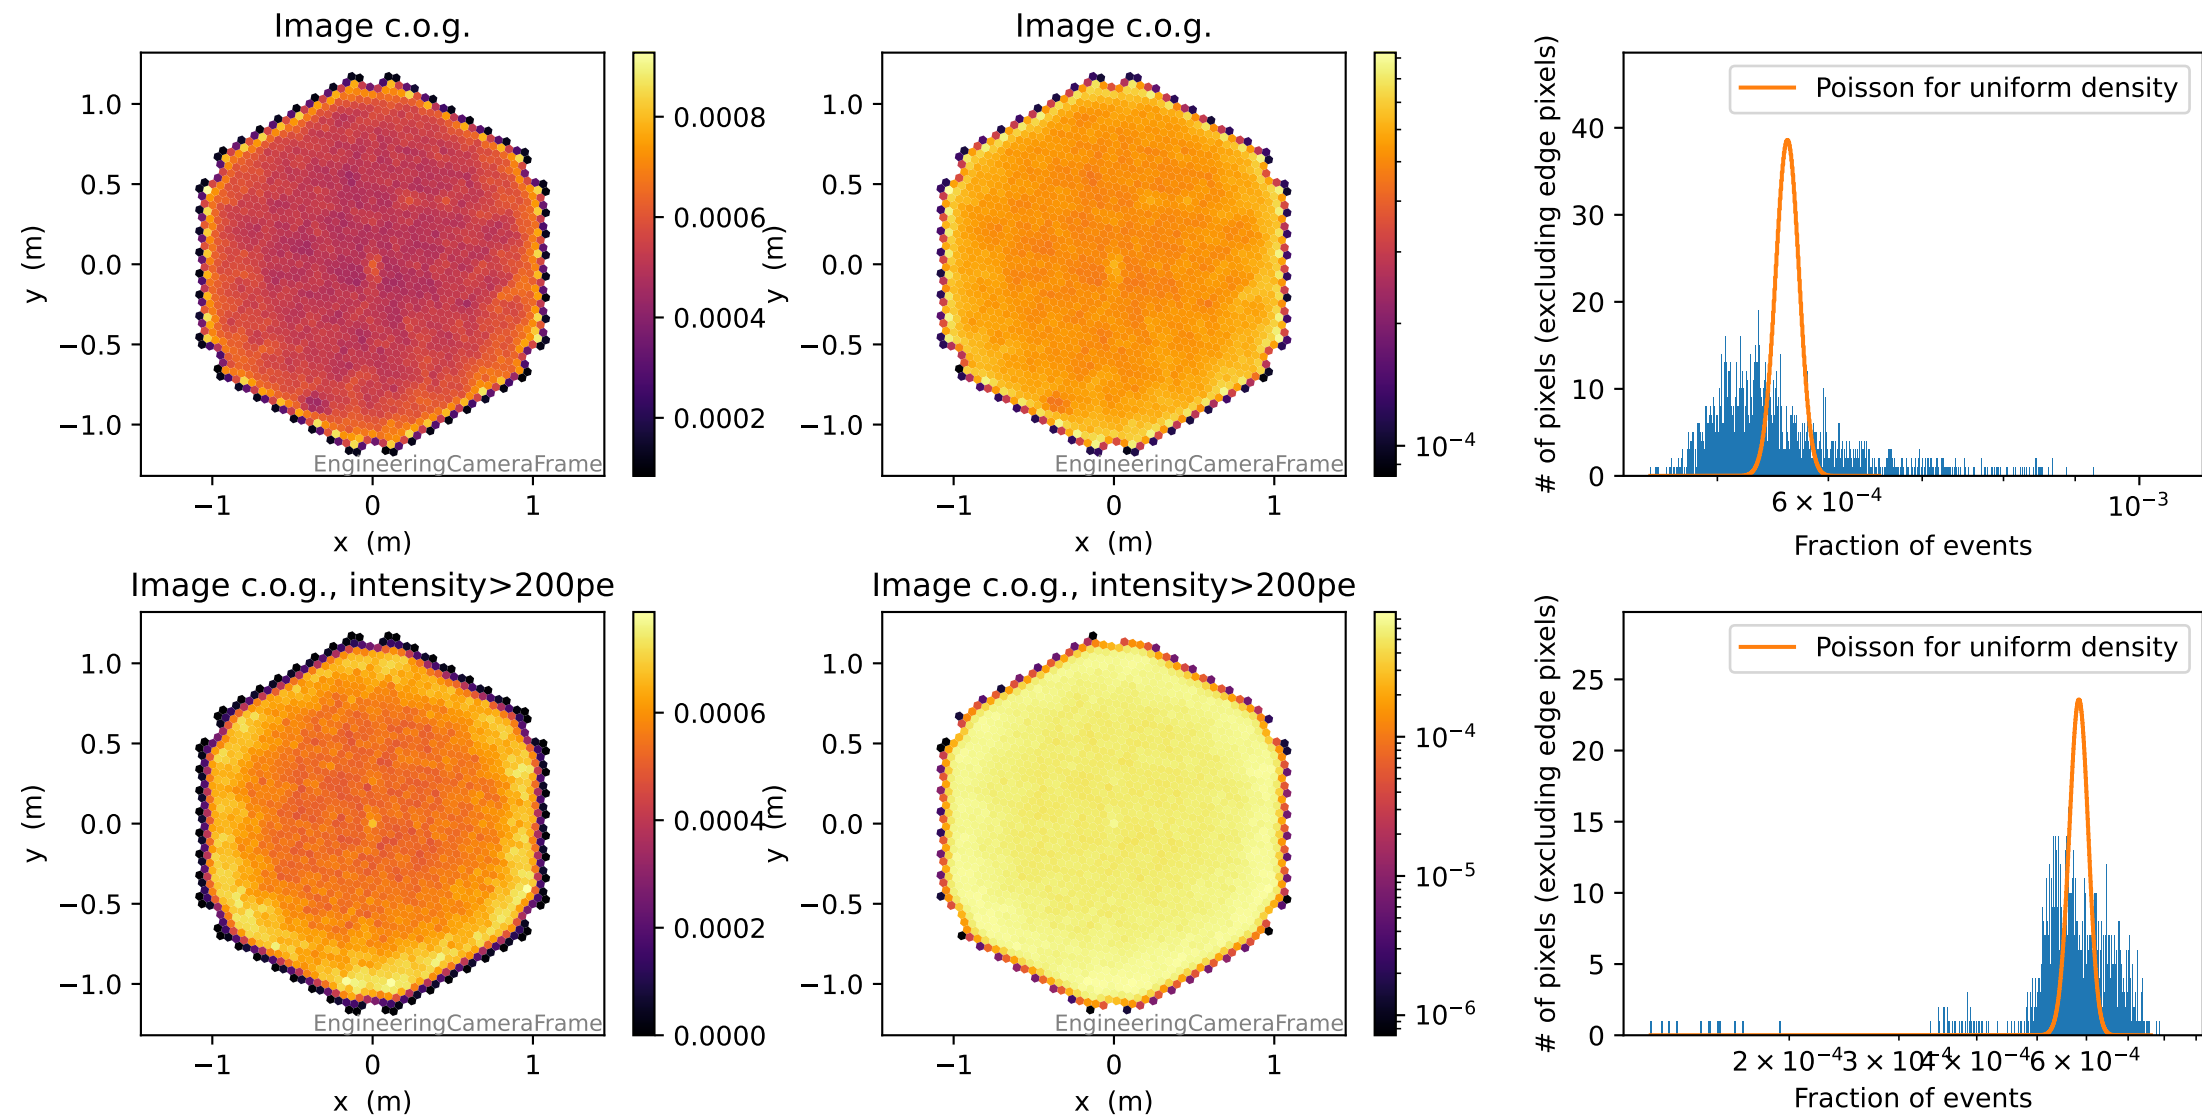 Image c.o.g.
1.0
0.5
0.0
−0.5
−1.0
y (m)
−1
0
1
x (m)
EngineeringCameraFrame
0.0008
0.0006
0.0004
0.0002
Image c.o.g.
1.0
0.5
0.0
−0.5
−1.0
y (m)
−1
0
1
x (m)
EngineeringCameraFrame
10⁻⁴
# of pixels (excluding edge pixels)
40
30
20
10
0
Poisson for uniform density
6 × 10⁻⁴
10⁻³
Fraction of events
Image c.o.g., intensity>200pe
1.0
0.5
0.0
−0.5
−1.0
y (m)
−1
0
1
x (m)
EngineeringCameraFrame
0.0006
0.0004
0.0002
0.0000
Image c.o.g., intensity>200pe
1.0
0.5
0.0
−0.5
−1.0
y (m)
−1
0
1
x (m)
EngineeringCameraFrame
10⁻⁴
10⁻⁵
10⁻⁶
# of pixels (excluding edge pixels)
25
20
15
10
5
0
Poisson for uniform density
2 × 10⁻⁴
3 × 10⁻⁴
4 × 10⁻⁴
6 × 10⁻⁴
Fraction of events